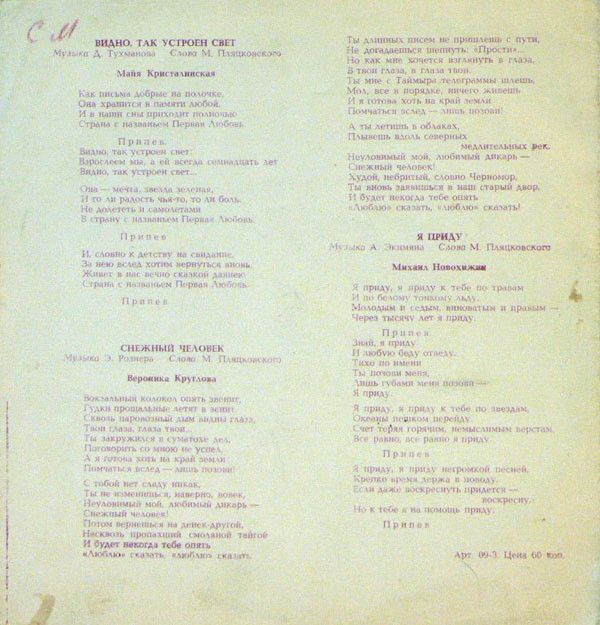 С М
ВИДНО, ТАК УСТРОЕН СВЕТ
Музыка Д. Тухманова Слова М. Пляцковского
Майя Кристалинская
Как письма добрые на полочке,
Она хранится в памяти любой,
И в наши сны приходит полночью
Страна с названьем Первая Любовь.
Припев
Видно, так устроен свет:
Взрослеем мы, а ей всегда семнадцать лет
Видно, так устроен свет...
Она — мечта, звезда зеленая,
И то ли радость чья-то, то ли боль.
Не долететь и самолетами
В страну с названьем Первая Любовь.
Припев
И, словно к детству на свидание,
За нею вслед хотим вернуться вновь.
Живет в нас вечно сказкой давнею
Страна с названьем Первая Любовь.
Припев
СНЕЖНЫЙ ЧЕЛОВЕК
Музыка Э. Рознера Слова М. Пляцковского
Вероника Круглова
Вокзальный колокол опять звенит,
Гудки прощальные летят в зенит.
Сквозь паровозный дым видны глаза,
Твои глаза, глаза твои...
Ты закружился в суматохе дел,
Поговорить со мною не успел,
А я готова хоть на край земли
Помчаться вслед — лишь позови!
С тобой нет сладу никак,
Ты не изменишься, наверно, вовек,
Неуловимый мой, любимый дикарь —
Снежный человек!
Потом вернешься на денек-другой,
Насквозь пропахший смоляной тайгой
И будет некогда тебе опять
«Люблю» сказать, «люблю» сказать.
Ты длинных писем не пришлешь с пути,
Не догадаешься шепнуть: «Прости»...
Но как мне хочется взглянуть в глаза,
В твои глаза, в глаза твои.
Ты мне с Таймыра телеграммы шлешь,
Мол, все в порядке, ничего живешь
И я готова хоть на край земли
Помчаться вслед — лишь позови!
А ты летишь в облаках,
Плывешь вдоль северных
медлительных рек.
Неуловимый мой, любимый дикарь —
Снежный человек!
Худой, небритый, словно Черномор,
Ты вновь заявишься в наш старый двор,
И будет некогда тебе опять
«Люблю» сказать, «люблю» сказать!
Я ПРИДУ
Музыка А. Экимяна Слова М. Пляцковского
Михаил Новохижин
Я приду, я приду к тебе по травам
И по белому тонкому льду.
Молодым и седым, виноватым и правым —
Через тысячу лет я приду.
Припев
Знай, я приду
И любую беду отведу.
Тихо по имени
Ты позови меня,
Лишь губами меня позови —
Я приду.
Я приду, я приду к тебе по звездам,
Океаны пешком перейду.
Счет теряя горячим, немыслимым верстам,
Все равно, все равно я приду.
Припев
Я приду, я приду негромкой песней,
Крепко время держа в поводу.
Если даже воскреснуть придется —
воскресну,
Но к тебе я на помощь приду.
Припев
Арт. 09-3. Цена 60 коп.